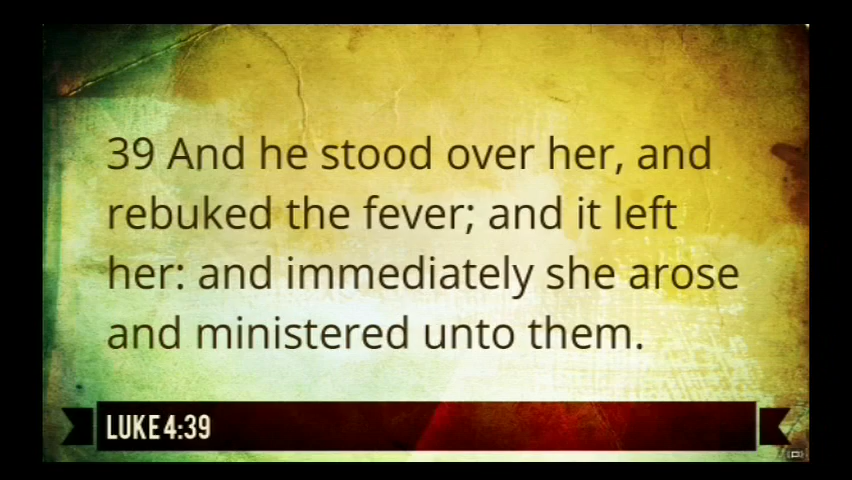 39 And he stood over her, and
rebuked the fever; and it left
her: and immediately she arose
and ministered unto them.
LUKE 4:39